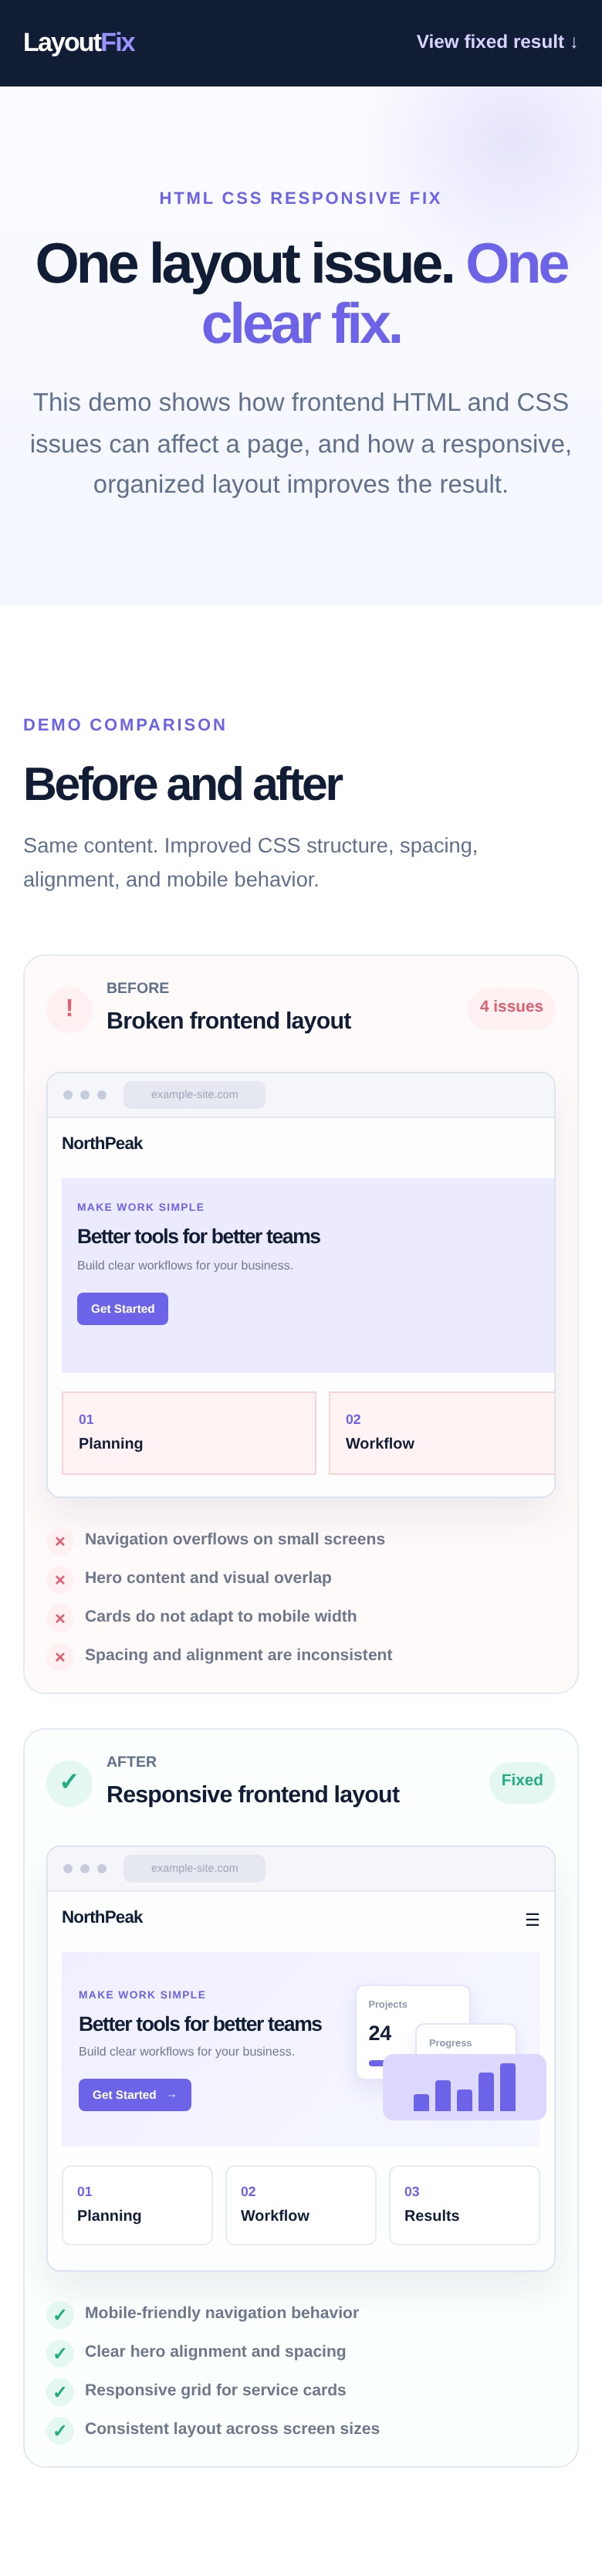 LayoutFix
View fixed result ↓
HTML CSS RESPONSIVE FIX
One layout issue. One
clear fix.
This demo shows how frontend HTML and CSS
issues can affect a page, and how a responsive,
organized layout improves the result.
DEMO COMPARISON
Before and after
Same content. Improved CSS structure, spacing,
alignment, and mobile behavior.
!
BEFORE
Broken frontend layout
4 issues
example-site.com
NorthPeak
MAKE WORK SIMPLE
Better tools for better teams
Build clear workflows for your business.
Get Started
01
Planning
02
Workflow
× Navigation overflows on small screens
× Hero content and visual overlap
× Cards do not adapt to mobile width
× Spacing and alignment are inconsistent
✓
AFTER
Responsive frontend layout
Fixed
example-site.com
NorthPeak
☰
MAKE WORK SIMPLE
Better tools for better teams
Build clear workflows for your business.
Get Started →
Projects
24
Progress
01
Planning
02
Workflow
03
Results
✓ Mobile-friendly navigation behavior
✓ Clear hero alignment and spacing
✓ Responsive grid for service cards
✓ Consistent layout across screen sizes